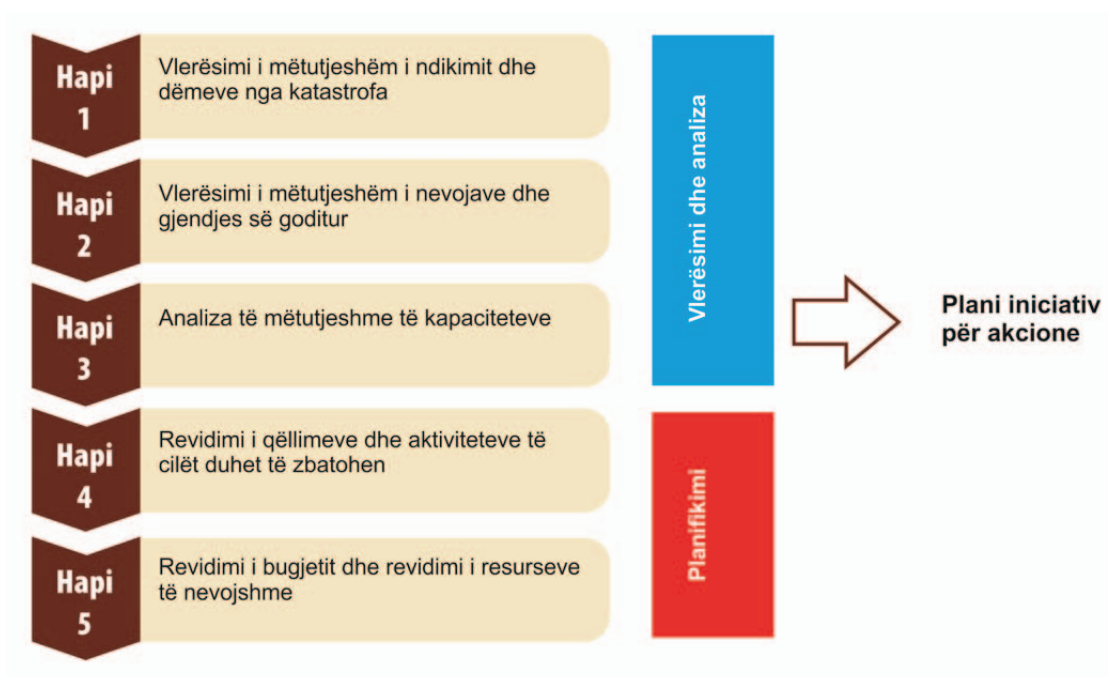 Hapi
1
Vlerësimi i mëtutjeshëm i ndikimit dhe
dëmeve nga katastrofa
Hapi
2
Vlerësimi i mëtutjeshëm i nevojave dhe
gjendjes së goditur
Hapi
3
Analiza të mëtutjeshme të kapaciteteve
Hapi
4
Revidimi i qëllimeve dhe aktiviteteve të
cilët duhet të zbatohen
Hapi
5
Revidimi i bugjetit dhe revidimi i resurseve
të nevojshme
Vlerësimi dhe analiza
Planifikimi
Plani iniciativ
për akcione